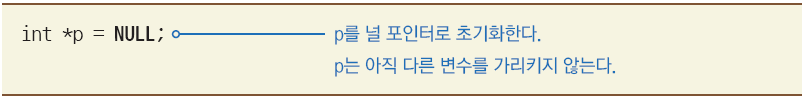 int *p = NULL; p를 널 포인터로 초기화한다.
p는 아직 다른 변수를 가리키지 않는다.